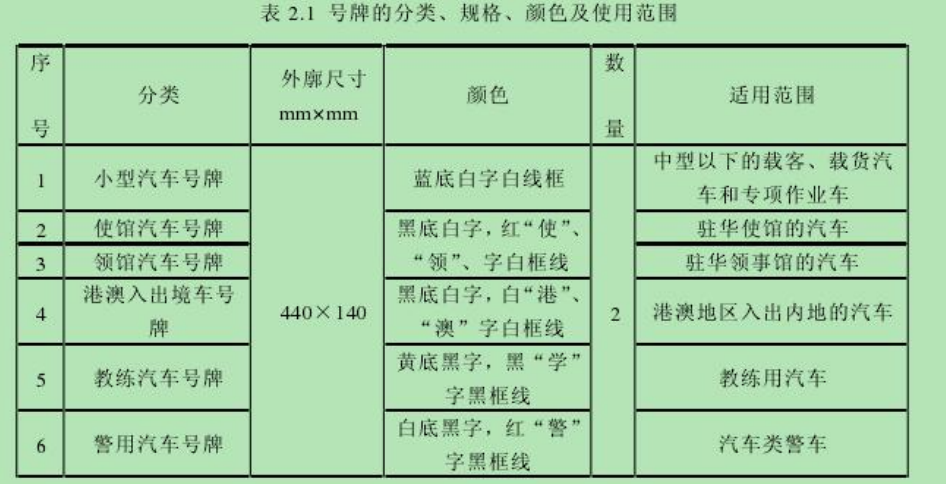 表 2.1 号牌的分类、规格、颜色及使用范围
序号
分类
外廓尺寸
mm×mm
颜色
数量
适用范围
1
小型汽车号牌
440×140
蓝底白字白线框
2
中型以下的载客、载货汽
车和专项作业车
2
使馆汽车号牌
黑底白字，红“使”、
“领”、字白框线
驻华使馆的汽车
3
领馆汽车号牌
驻华领事馆的汽车
4
港澳入出境车号
牌
黑底白字，白“港”、
“澳”字白框线
港澳地区入出内地的汽车
5
教练汽车号牌
黄底黑字，黑“学”
字黑框线
教练用汽车
6
警用汽车号牌
白底黑字，红“警”
字黑框线
汽车类警车